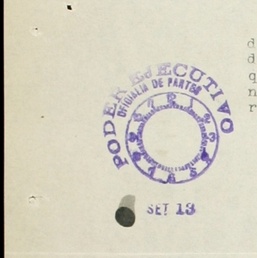 PODER EJECUTIVO
OFICIALIA DE PARTES
SET 13
d
d
q
n
r